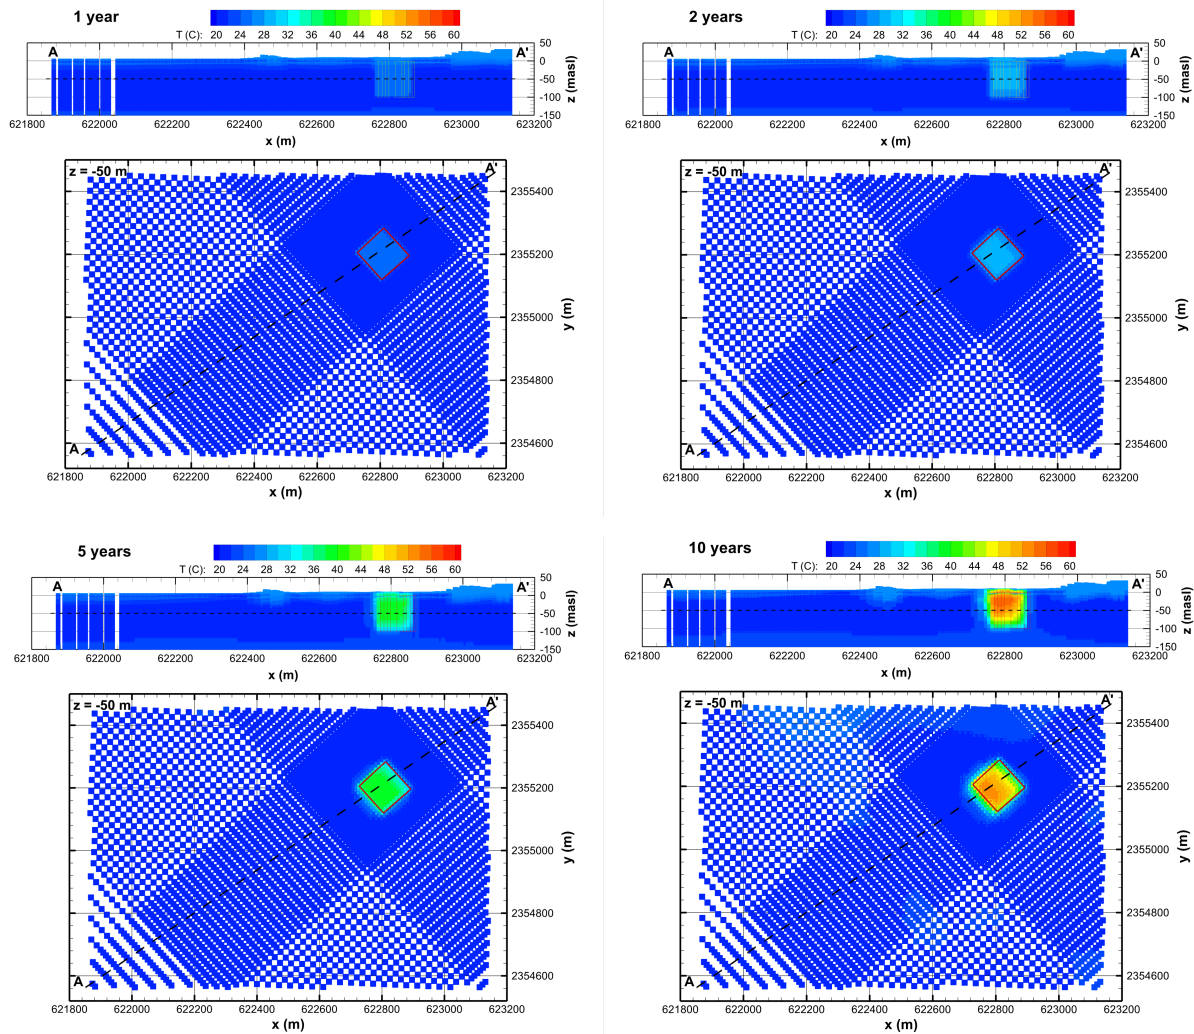 1 year
T (C): 20 24 28 32 36 40 44 48 52 56 60
A A'
50
0
-50
-100
-150
z (masl)
621800 622000 622200 622400 622600 622800 623000 623200
x (m)
z = -50 m
A'
2355400
2355200
2355000
2354800
2354600
y (m)
A
621800 622000 622200 622400 622600 622800 623000 623200
x (m)
2 years
T (C): 20 24 28 32 36 40 44 48 52 56 60
A A'
50
0
-50
-100
-150
z (masl)
621800 622000 622200 622400 622600 622800 623000 623200
x (m)
z = -50 m
A'
2355400
2355200
2355000
2354800
2354600
y (m)
A
621800 622000 622200 622400 622600 622800 623000 623200
x (m)
5 years
T (C): 20 24 28 32 36 40 44 48 52 56 60
A A'
50
0
-50
-100
-150
z (masl)
621800 622000 622200 622400 622600 622800 623000 623200
x (m)
z = -50 m
A'
2355400
2355200
2355000
2354800
2354600
y (m)
A
621800 622000 622200 622400 622600 622800 623000 623200
x (m)
10 years
T (C): 20 24 28 32 36 40 44 48 52 56 60
A A'
50
0
-50
-100
-150
z (masl)
621800 622000 622200 622400 622600 622800 623000 623200
x (m)
z = -50 m
A'
2355400
2355200
2355000
2354800
2354600
y (m)
A
621800 622000 622200 622400 622600 622800 623000 623200
x (m)